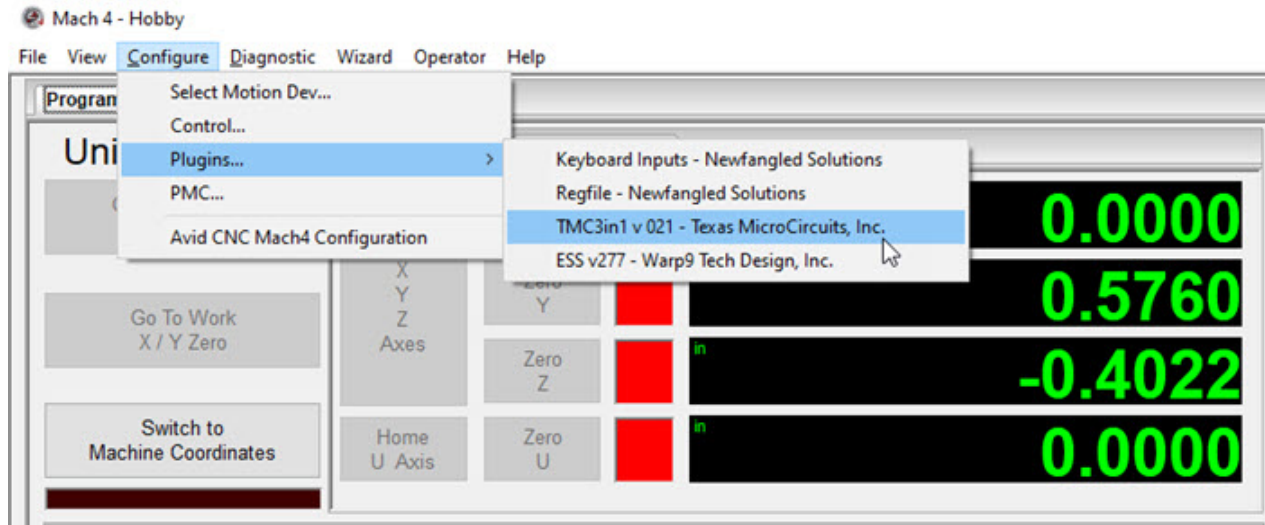 Mach 4 - Hobby
File View Configure Diagnostic Wizard Operator Help
Select Motion Dev...
Control...
Plugins... >
PMC...
Avid CNC Mach4 Configuration
Keyboard Inputs - Newfangled Solutions
Regfile - Newfangled Solutions
TMC3in1 v 021 - Texas MicroCircuits, Inc.
ESS v277 - Warp9 Tech Design, Inc.
Program
Uni
0.0000
X
Y
Z
Axes
Zero
Y
0.5760
Go To Work
X / Y Zero
Zero
Z
in
-0.4022
Switch to
Machine Coordinates
Home
U Axis
Zero
U
in
0.0000